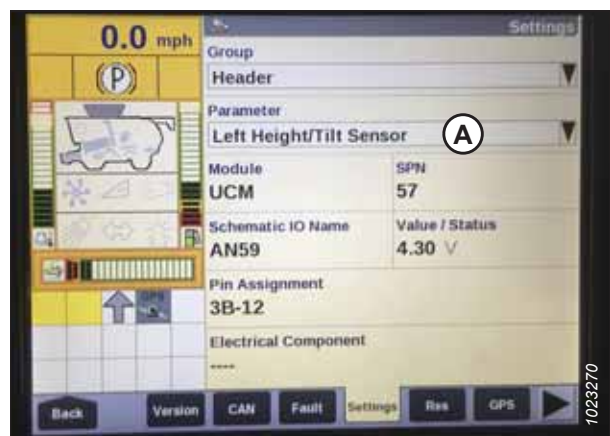 0.0 mph
(P)
Settings
Group
Header
Parameter
Left Height/Tilt Sensor
A
Module
UCM
SPN
57
Schematic IO Name
AN59
Value / Status
4.30 V
Pin Assignment
3B-12
Electrical Component
----
GPS
Back
Version
CAN
Fault
Settings
Res
GPS
1023270